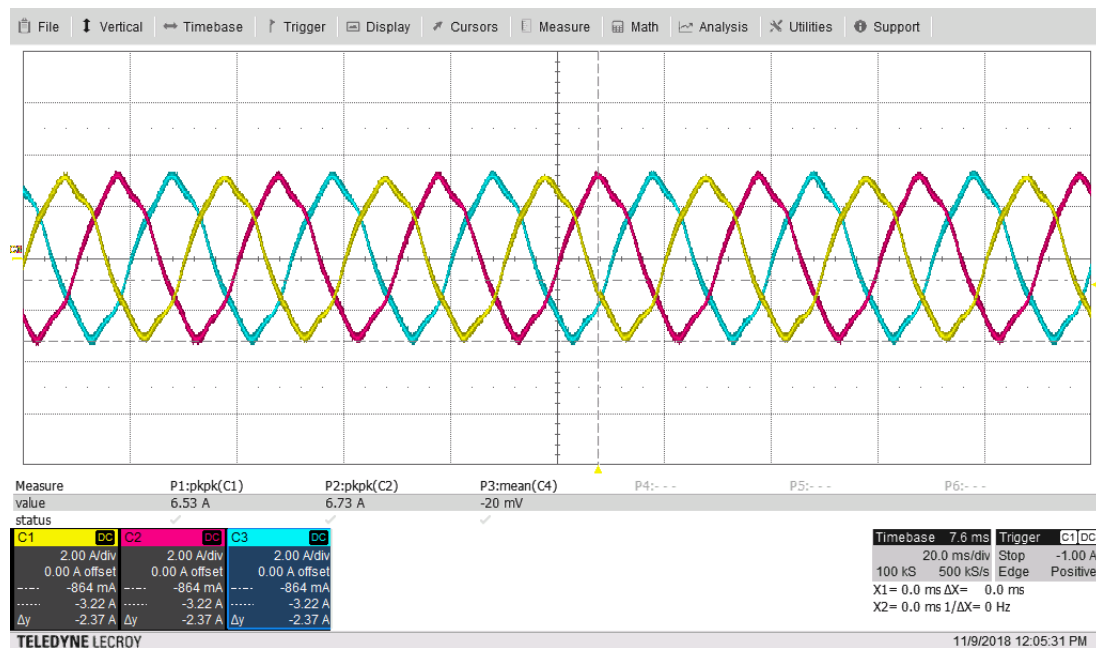 File Vertical Timebase Trigger Display Cursors Measure Math Analysis Utilities Support
Measure P1:pkpk(C1) P2:pkpk(C2) P3:mean(C4) P4:- - - P5:- - - P6:- - -
value 6.53 A 6.73 A -20 mV
status
C1 DC C2 DC C3 DC
2.00 A/div 2.00 A/div 2.00 A/div
0.00 A offset 0.00 A offset 0.00 A offset
-864 mA -864 mA -864 mA
-3.22 A -3.22 A -3.22 A
Δy -2.37 A Δy -2.37 A Δy -2.37 A
Timebase 7.6 ms Trigger C1 DC
20.0 ms/div Stop -1.00 A
100 kS 500 kS/s Edge Positive
X1= 0.0 ms ΔX= 0.0 ms
X2= 0.0 ms 1/ΔX= 0 Hz
TELEDYNE LECROY 11/9/2018 12:05:31 PM